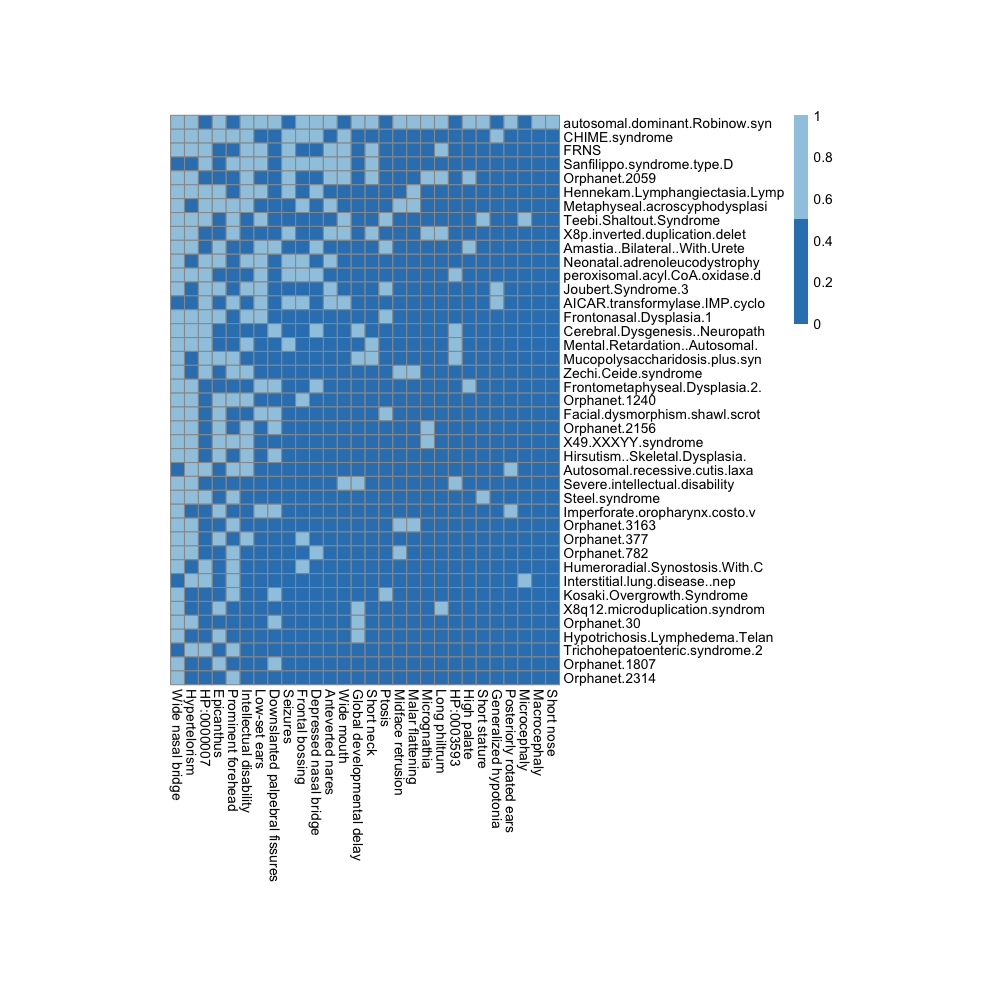 autosomal.dominant.Robinow.syn
CHIME.syndrome
FRNS
Sanfilippo.syndrome.type.D
Orphanet.2059
Hennekam.Lymphangiectasia.Lymp
Metaphyseal.acroscyphodysplasi
Teebi.Shaltout.Syndrome
X8p.inverted.duplication.delet
Amastia..Bilateral..With.Urete
Neonatal.adrenoleucodystrophy
peroxisomal.acyl.CoA.oxidase.d
Joubert.Syndrome.3
AICAR.transformylase.IMP.cyclo
Frontonasal.Dysplasia.1
Cerebral.Dysgenesis..Neuropath
Mental.Retardation..Autosomal.
Mucopolysaccharidosis.plus.syn
Zechi.Ceide.syndrome
Frontometaphyseal.Dysplasia.2.
Orphanet.1240
Facial.dysmorphism.shawl.scrot
Orphanet.2156
X49.XXXYY.syndrome
Hirsutism..Skeletal.Dysplasia.
Autosomal.recessive.cutis.laxa
Severe.intellectual.disability
Steel.syndrome
Imperforate.oropharynx.costo.v
Orphanet.3163
Orphanet.377
Orphanet.782
Humeroradial.Synostosis.With.C
Interstitial.lung.disease..nep
Kosaki.Overgrowth.Syndrome
X8q12.microduplication.syndrom
Orphanet.30
Hypotrichosis.Lymphedema.Telan
Trichohepatoenteric.syndrome.2
Orphanet.1807
Orphanet.2314
1
0.8
0.6
0.4
0.2
0
Wide nasal bridge
Hypertelorism
HP:0000007
Epicanthus
Prominent forehead
Intellectual disability
Low-set ears
Downslanted palpebral fissures
Seizures
Frontal bossing
Depressed nasal bridge
Anteverted nares
Wide mouth
Global developmental delay
Short neck
Ptosis
Midface retrusion
Malar flattening
Micrognathia
Long philtrum
HP:0003593
High palate
Short stature
Generalized hypotonia
Posteriorly rotated ears
Microcephaly
Macrocephaly
Short nose